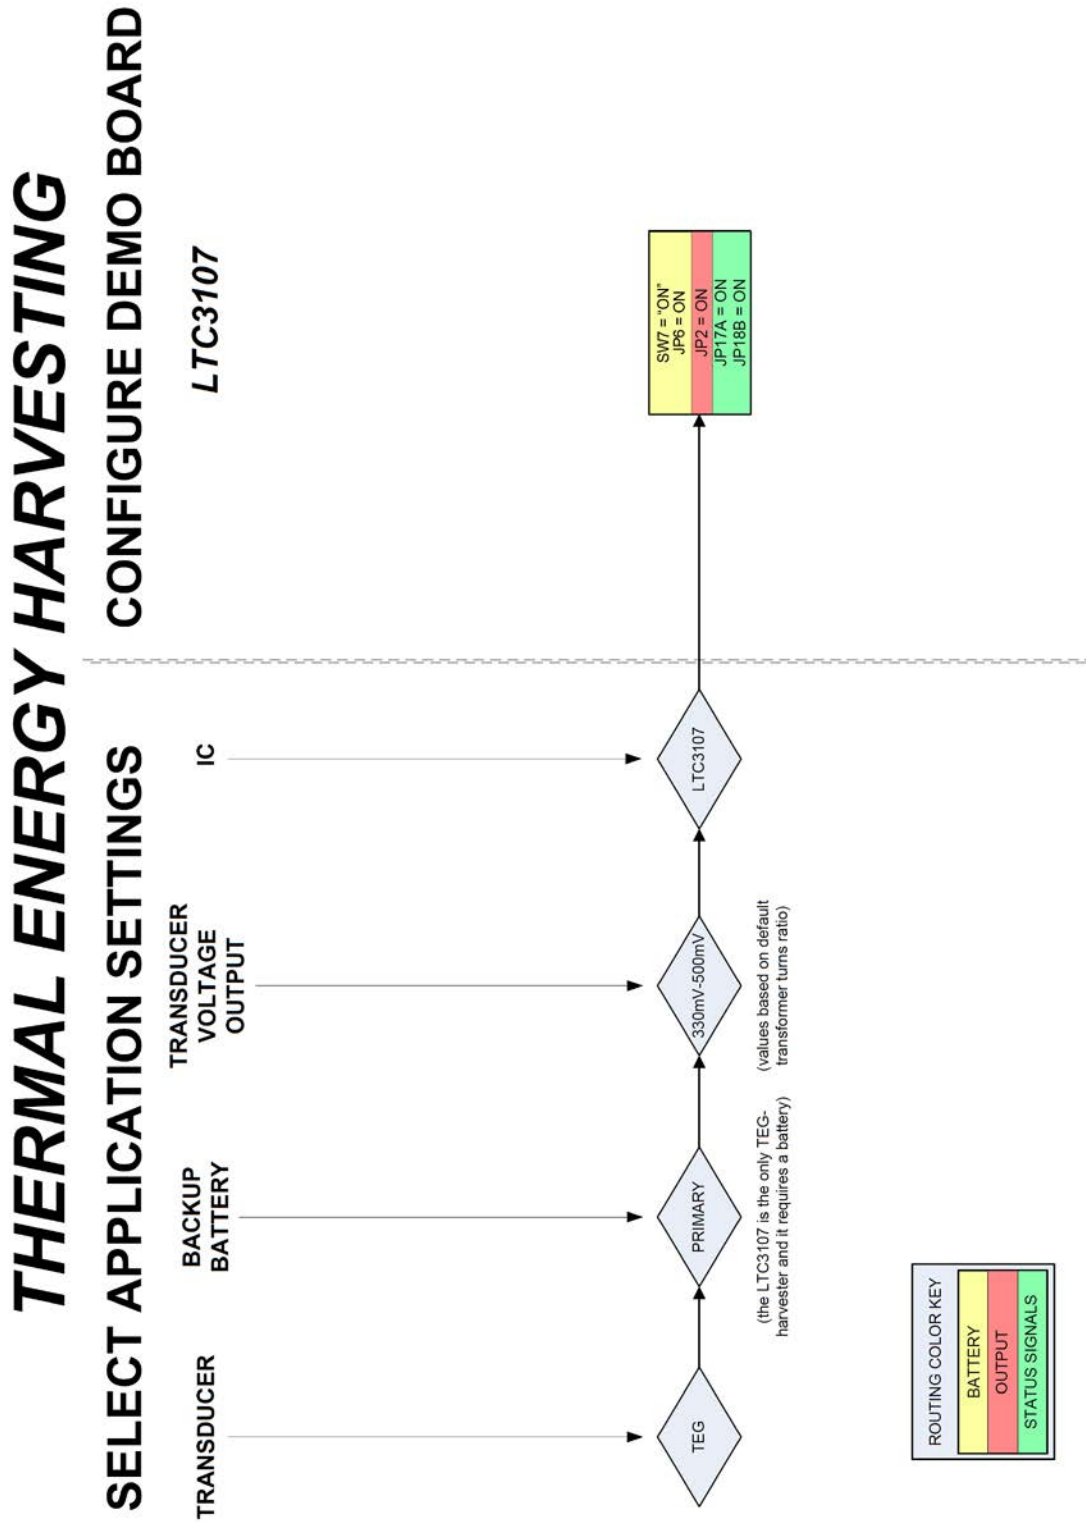 THERMAL ENERGY HARVESTING
SELECT APPLICATION SETTINGS
CONFIGURE DEMO BOARD
TRANSDUCER
BACKUP
BATTERY
TRANSDUCER
VOLTAGE
OUTPUT
IC
LTC3107
TEG
PRIMARY
330mV-500mV
LTC3107
SW7 = "ON"
JP6 = ON
JP2 = ON
JP17A = ON
JP18B = ON
(the LTC3107 is the only TEG-
harvester and it requires a battery)
(values based on default
transformer turns ratio)
ROUTING COLOR KEY
BATTERY
OUTPUT
STATUS SIGNALS